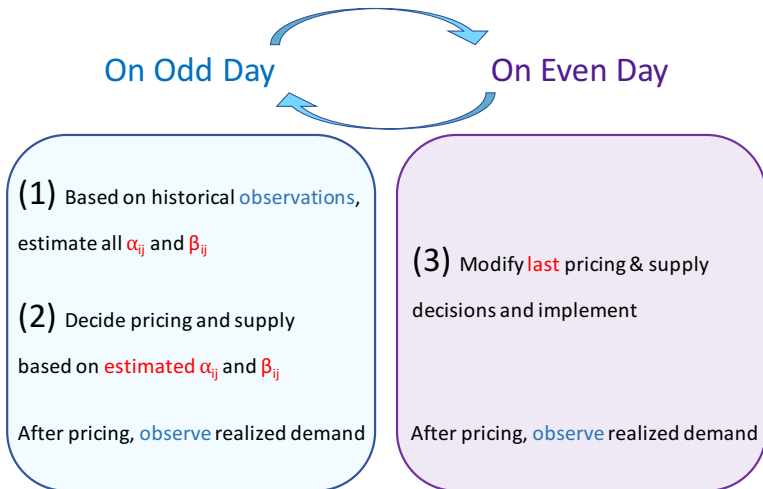 On Odd Day
On Even Day
(1) Based on historical observations,
estimate all αij and βij
(2) Decide pricing and supply
based on estimated αij and βij
After pricing, observe realized demand
(3) Modify last pricing & supply
decisions and implement
After pricing, observe realized demand